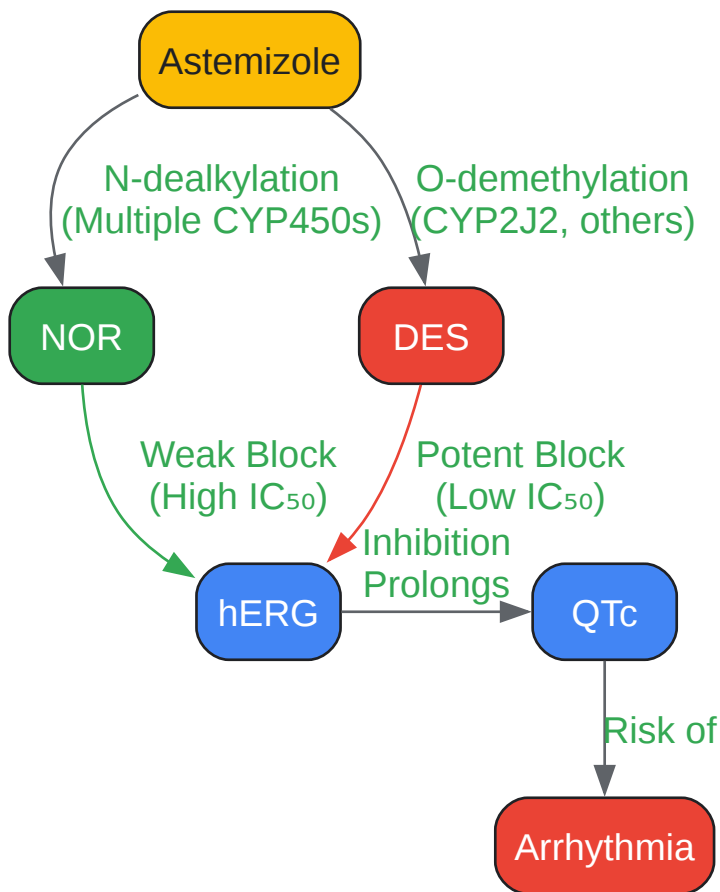 Astemizole
N-dealkylation
(Multiple CYP450s)
O-demethylation
(CYP2J2, others)
NOR
DES
Weak Block
(High IC₅₀)
Potent Block
(Low IC₅₀)
Inhibition
Prolongs
hERG
QTc
Risk of
Arrhythmia